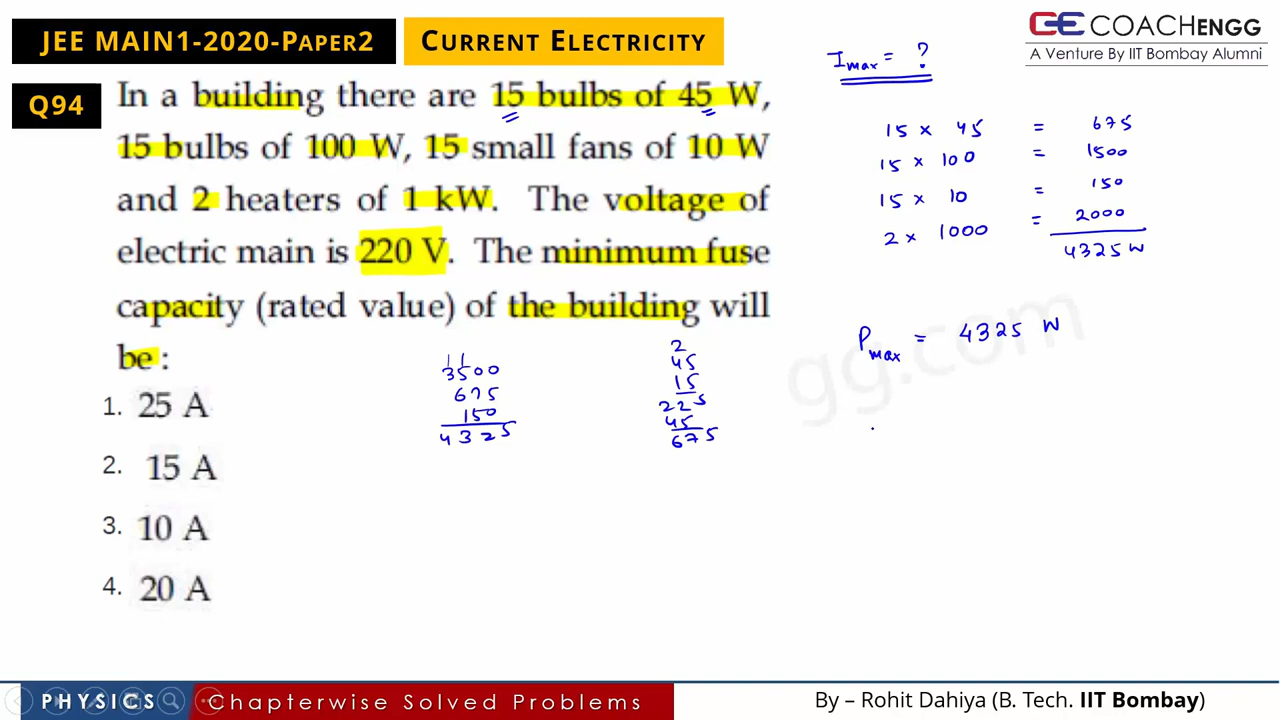 JEE MAIN1-2020-PAPER2
CURRENT ELECTRICITY
CE COACHENGG
A Venture By IIT Bombay Alumni
Q94
In a building there are 15 bulbs of 45 W,
15 bulbs of 100 W, 15 small fans of 10 W
and 2 heaters of 1 kW. The voltage of
electric main is 220 V. The minimum fuse
capacity (rated value) of the building will
be :
1. 25 A
2. 15 A
3. 10 A
4. 20 A
11
3500
675
150
4325
2
45
15
225
45
675
Imax = ?
15 × 45 = 675
15 × 100 = 1500
15 × 10 = 150
2 × 1000 = 2000
4325 W
Pmax = 4325 W
gg.com
PHYSICS
Chapterwise Solved Problems
By – Rohit Dahiya (B. Tech. IIT Bombay)